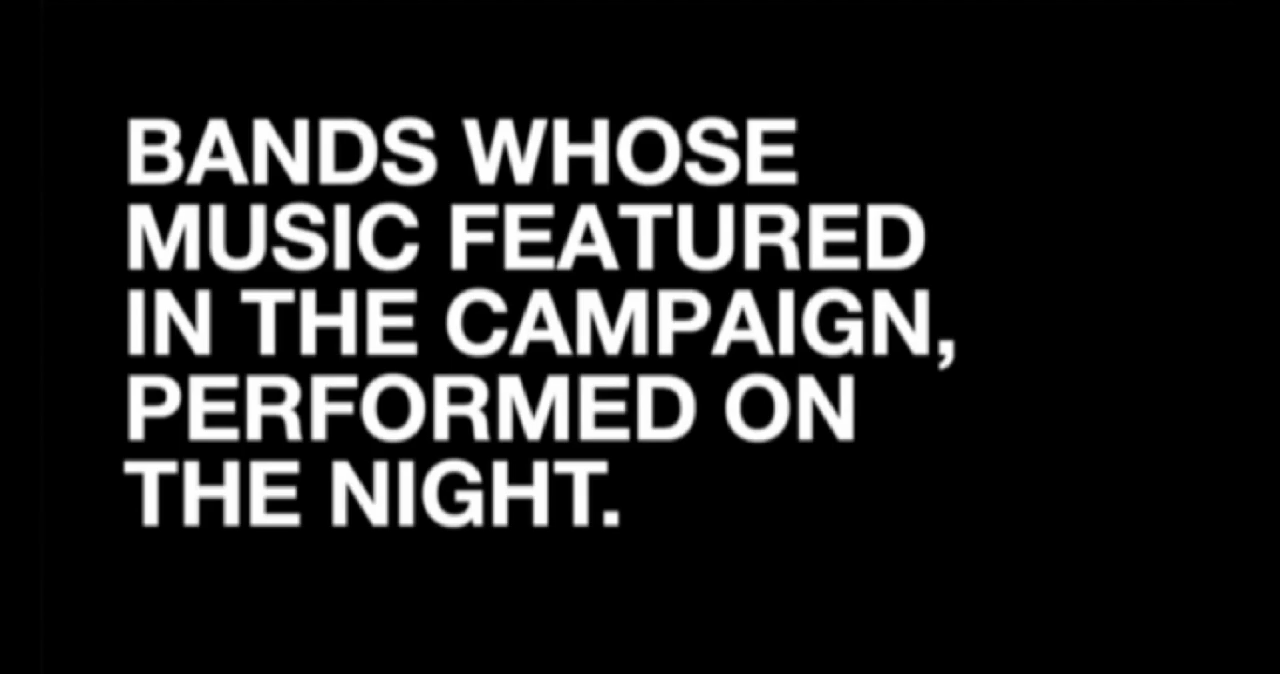 BANDS WHOSE
MUSIC FEATURED
IN THE CAMPAIGN,
PERFORMED ON
THE NIGHT.